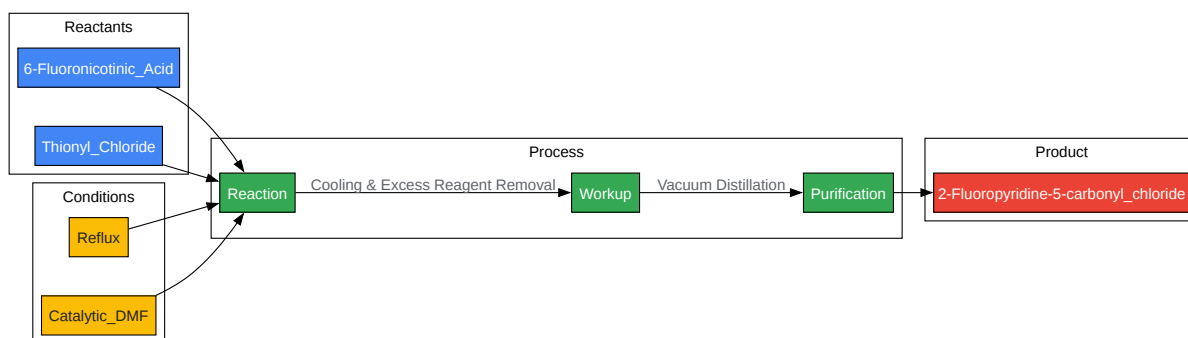 Reactants
6-Fluoronicotinic_Acid
Thionyl_Chloride
Conditions
Reflux
Catalytic_DMF
Process
Reaction
Cooling & Excess Reagent Removal
Workup
Vacuum Distillation
Purification
Product
2-Fluoropyridine-5-carbonyl_chloride